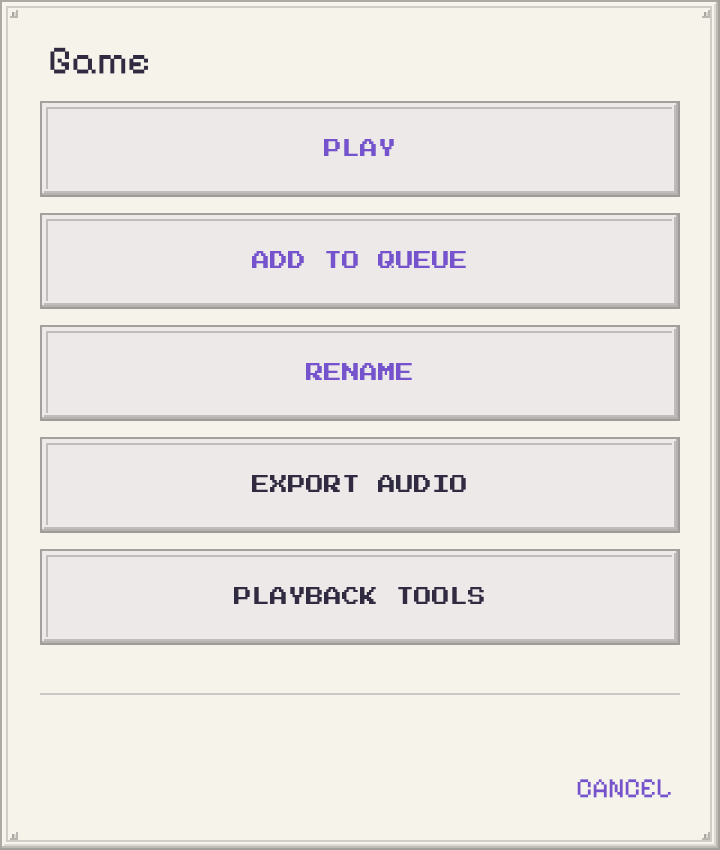 Game
PLAY
ADD TO QUEUE
RENAME
EXPORT AUDIO
PLAYBACK TOOLS
CANCEL